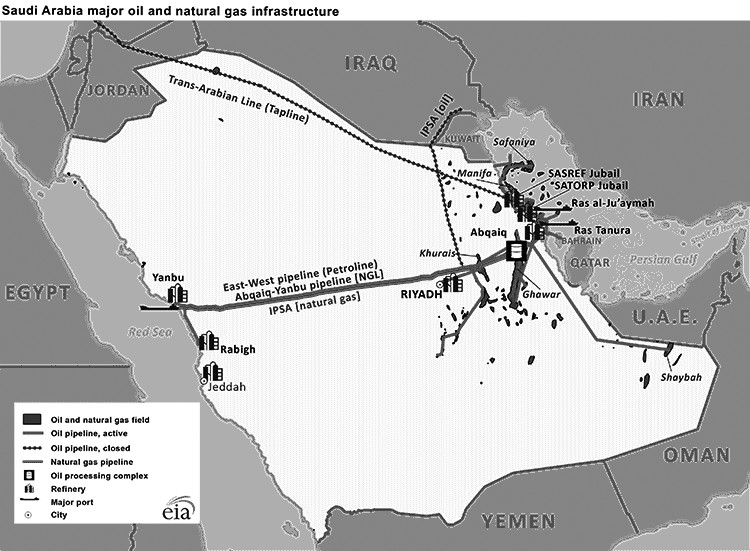 Saudi Arabia major oil and natural gas infrastructure
IRAQ
JORDAN
IRAN
Trans-Arabian Line (Tapline)
IPSA [oil]
KUWAIT
Safaniya
Manifa
SASREF Jubail
SATORP Jubail
Ras al-Ju'aymah
Abqaiq
Ras Tanura
BAHRAIN
Khurais
Persian Gulf
QATAR
Yanbu
East-West pipeline (Petroline)
Abqaiq-Yanbu pipeline [NGL]
IPSA [natural gas]
RIYADH
Ghawar
EGYPT
U.A.E.
Red Sea
Rabigh
Jeddah
Shaybah
OMAN
YEMEN
Oil and natural gas field
Oil pipeline, active
Oil pipeline, closed
Natural gas pipeline
Oil processing complex
Refinery
Major port
City
eia